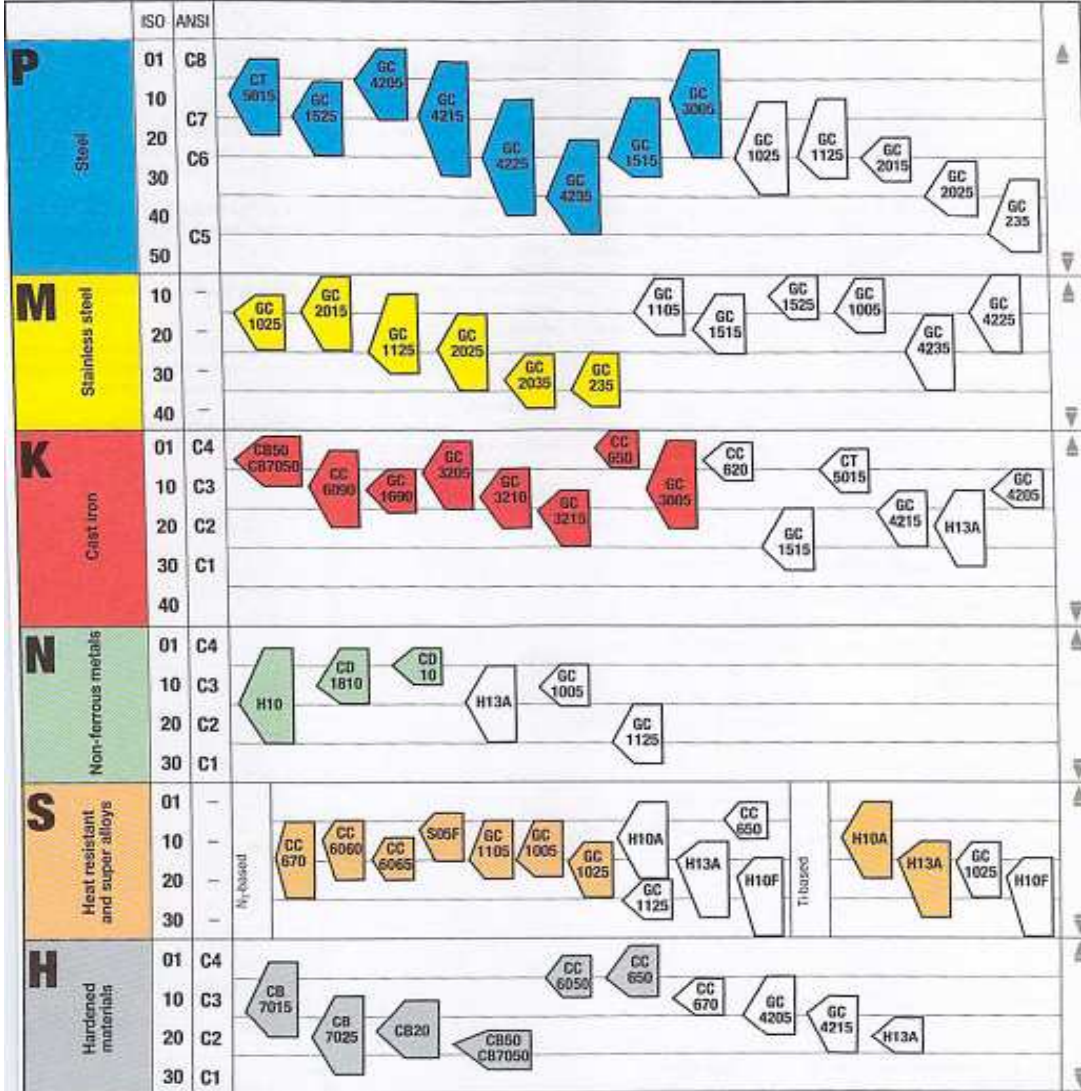 ISO ANSI
P
Steel
01 C8
10
C7
20
C6
30
40
C5
50
CT
5015
GC
1525
GC
4205
GC
4215
GC
4225
GC
4235
GC
1515
GC
3005
GC
1025
GC
1125
GC
2015
GC
2025
GC
235
M
Stainless steel
10 –
20 –
30 –
40 –
GC
1025
GC
2015
GC
1125
GC
2025
GC
2035
GC
235
GC
1105
GC
1515
GC
1525
GC
1005
GC
4235
GC
4225
K
Cast iron
01 C4
10 C3
20 C2
30 C1
40
CB50
CB7050
CC
6090
GC
1690
GC
3205
GC
3210
GC
3215
CC
650
GC
3005
CC
620
GC
1515
CT
5015
GC
4215
H13A
GC
4205
N
Non-ferrous metals
01 C4
10 C3
20 C2
30 C1
H10
CD
1810
CD
10
H13A
GC
1005
GC
1125
S
Heat resistant
and super alloys
01 –
10 –
20 –
30 –
Ni-based
CC
670
CC
6060
CC
6065
S05F
GC
1105
GC
1005
GC
1025
H10A
GC
1125
H13A
CC
650
H10F
Ti-based
H10A
H13A
GC
1025
H10F
H
Hardened
materials
01 C4
10 C3
20 C2
30 C1
CB
7015
CB
7025
CB20
CB50
CB7050
CC
6050
CC
650
CC
670
GC
4205
GC
4215
H13A